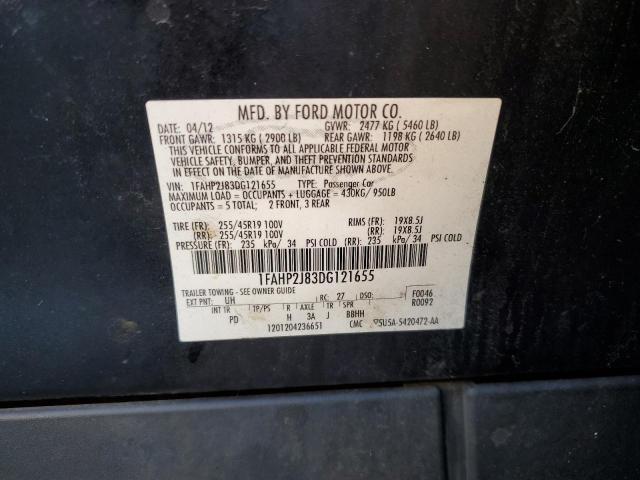 MFD. BY FORD MOTOR CO.
DATE: 04/12 GVWR: 2477 KG ( 5460 LB)
FRONT GAWR: 1315 KG ( 2900 LB) REAR GAWR: 1198 KG ( 2640 LB)
THIS VEHICLE CONFORMS TO ALL APPLICABLE FEDERAL MOTOR
VEHICLE SAFETY, BUMPER, AND THEFT PREVENTION STANDARDS
IN EFFECT ON THE DATE OF MANUFACTURE SHOWN ABOVE.
VIN: 1FAHP2J83DG121655 TYPE: Passenger Car
MAXIMUM LOAD = OCCUPANTS + LUGGAGE = 430KG/ 950LB
OCCUPANTS = 5 TOTAL; 2 FRONT, 3 REAR
TIRE (FR): 255/45R19 100V RIMS (FR): 19X8.5J
(RR): 255/45R19 100V (RR): 19X8.5J
PRESSURE (FR): 235 kPa/ 34 PSI COLD (RR): 235 kPa/ 34 PSI COLD
1FAHP2J83DG121655
TRAILER TOWING - SEE OWNER GUIDE
EXT PNT: UH RC: 27 DSO: F0046
R0092
INT TR TP/PS R AXLE TR SPR
PD H 3A J BBHH
1201204236651 CMC SUSA-5420472-AA